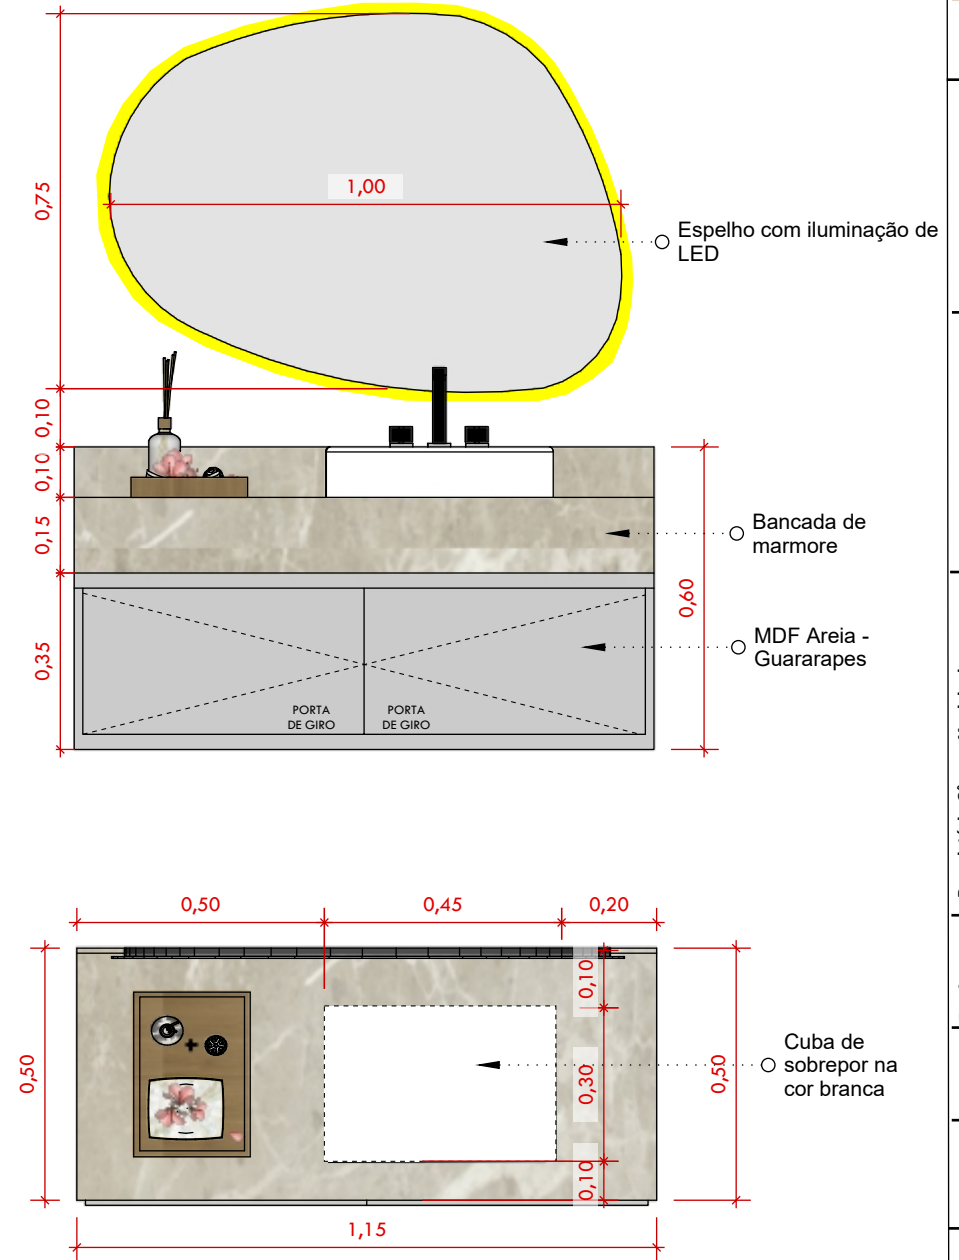 0,75
1,00
Espelho com iluminação de
LED
0,10
0,10
0,15
Bancada de
marmore
0,60
0,35
MDF Areia -
Guararapes
PORTA
DE GIRO
PORTA
DE GIRO
0,50
0,45
0,20
0,10
0,50
0,30
0,50
Cuba de
sobrepor na
cor branca
0,10
1,15